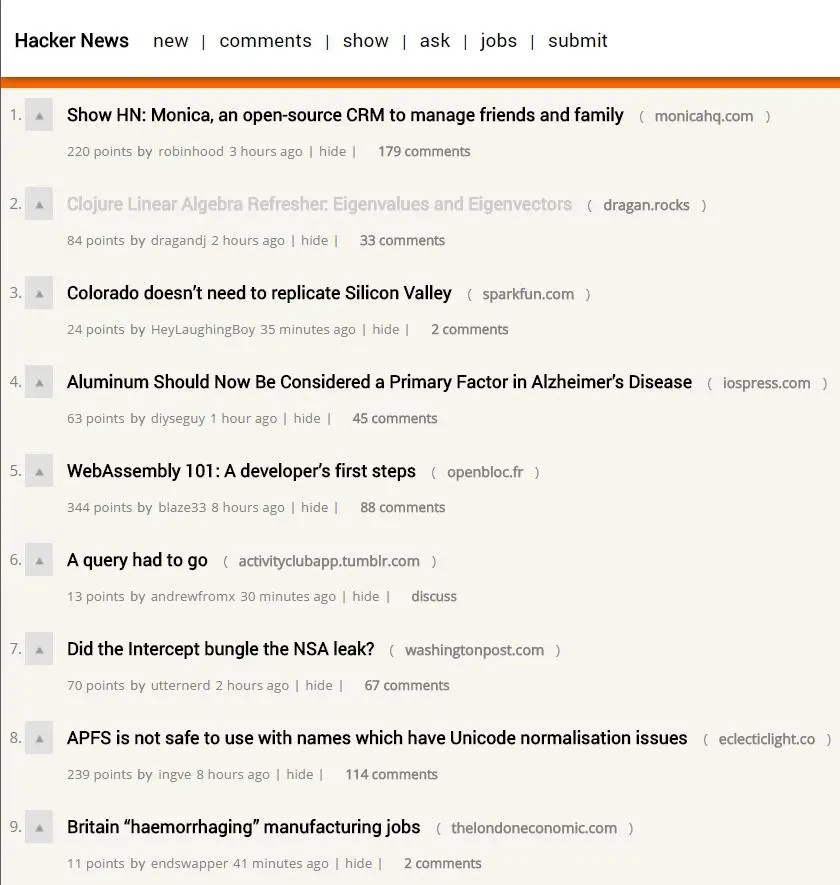 Hacker News new | comments | show | ask | jobs | submit
1. ▲ Show HN: Monica, an open-source CRM to manage friends and family ( monicahq.com )
220 points by robinhood 3 hours ago | hide | 179 comments
2. ▲ Clojure Linear Algebra Refresher: Eigenvalues and Eigenvectors ( dragan.rocks )
84 points by dragandj 2 hours ago | hide | 33 comments
3. ▲ Colorado doesn’t need to replicate Silicon Valley ( sparkfun.com )
24 points by HeyLaughingBoy 35 minutes ago | hide | 2 comments
4. ▲ Aluminum Should Now Be Considered a Primary Factor in Alzheimer’s Disease ( iospress.com )
63 points by diyseguy 1 hour ago | hide | 45 comments
5. ▲ WebAssembly 101: A developer’s first steps ( openbloc.fr )
344 points by blaze33 8 hours ago | hide | 88 comments
6. ▲ A query had to go ( activityclubapp.tumblr.com )
13 points by andrewfromx 30 minutes ago | hide | discuss
7. ▲ Did the Intercept bungle the NSA leak? ( washingtonpost.com )
70 points by utternerd 2 hours ago | hide | 67 comments
8. ▲ APFS is not safe to use with names which have Unicode normalisation issues ( eclecticlight.co )
239 points by ingve 8 hours ago | hide | 114 comments
9. ▲ Britain “haemorrhaging” manufacturing jobs ( thelondoneconomic.com )
11 points by endswapper 41 minutes ago | hide | 2 comments